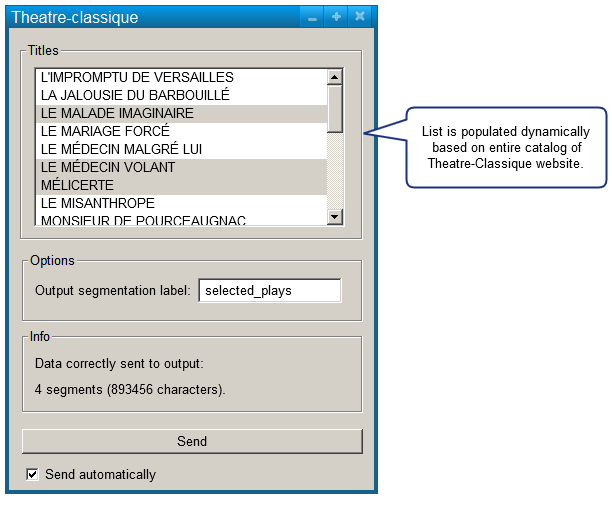 Theatre-classique
Titles
L'IMPROMPTU DE VERSAILLES
LA JALOUSIE DU BARBOUILLÉ
LE MALADE IMAGINAIRE
LE MARIAGE FORCÉ
LE MÉDECIN MALGRÉ LUI
LE MÉDECIN VOLANT
MÉLICERTE
LE MISANTHROPE
MONSIEUR DE POURCEAUGNAC
List is populated dynamically
based on entire catalog of
Theatre-Classique website.
Options
Output segmentation label: selected_plays
Info
Data correctly sent to output:
4 segments (893456 characters).
Send
Send automatically